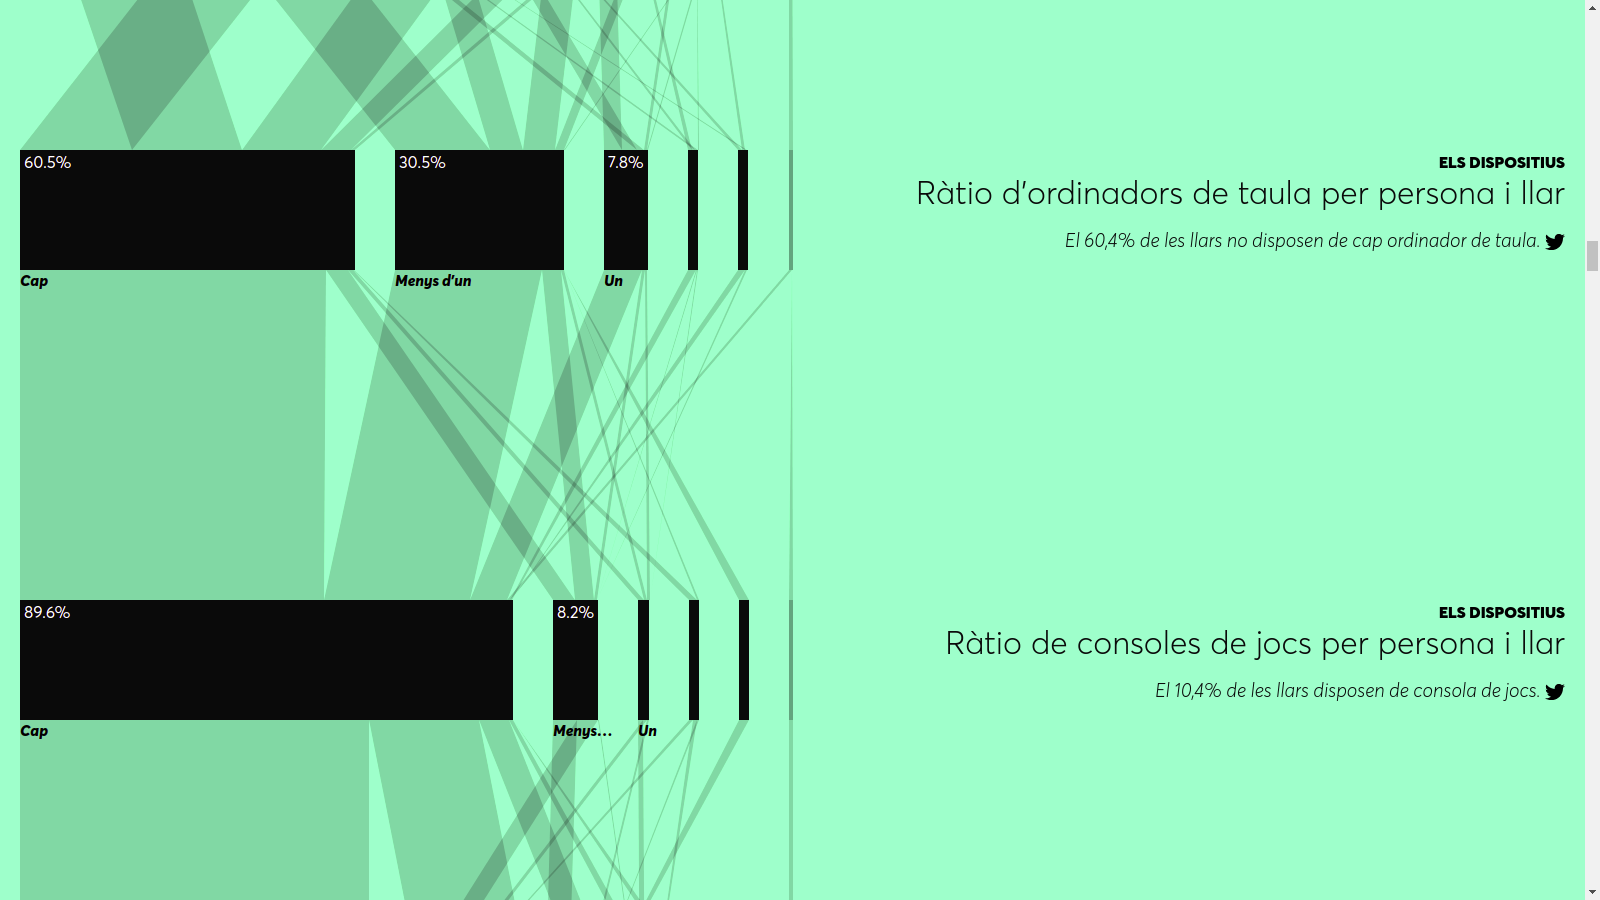 60.5%
30.5%
7.8%
Cap
Menys d'un
Un
ELS DISPOSITIUS
Ràtio d'ordinadors de taula per persona i llar
El 60,4% de les llars no disposen de cap ordinador de taula.
89.6%
8.2%
Cap
Menys...
Un
ELS DISPOSITIUS
Ràtio de consoles de jocs per persona i llar
El 10,4% de les llars disposen de consola de jocs.